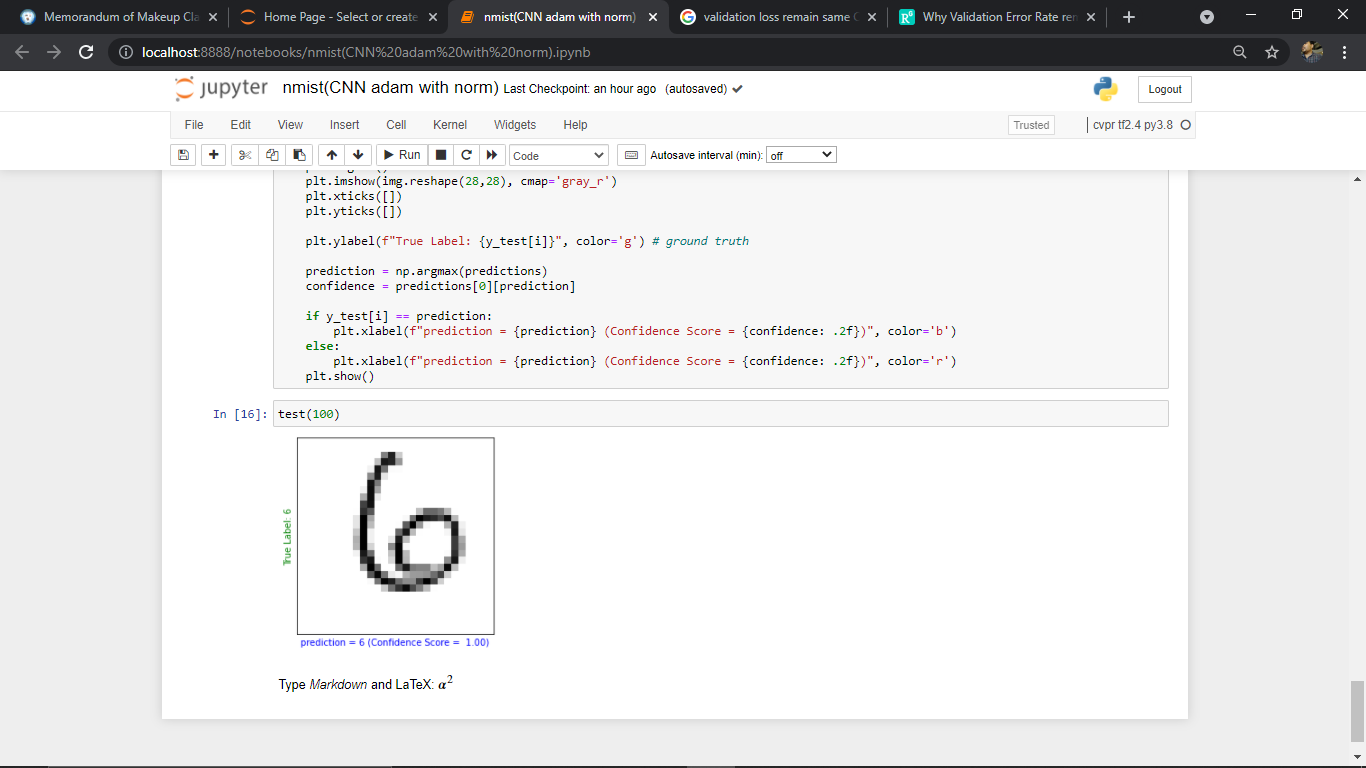 Memorandum of Makeup Cla
Home Page - Select or create
nmist(CNN adam with norm)
validation loss remain same C
Why Validation Error Rate rem
localhost:8888/notebooks/nmist(CNN%20adam%20with%20norm).ipynb
jupyter nmist(CNN adam with norm) Last Checkpoint: an hour ago (autosaved)
Logout
File Edit View Insert Cell Kernel Widgets Help
Trusted
cvpr tf2.4 py3.8
Run
Code
Autosave interval (min): off
plt.imshow(img.reshape(28,28), cmap='gray_r')
plt.xticks([])
plt.yticks([])
plt.ylabel(f"True Label: {y_test[i]}", color='g') # ground truth
prediction = np.argmax(predictions)
confidence = predictions[0][prediction]
if y_test[i] == prediction:
plt.xlabel(f"prediction = {prediction} (Confidence Score = {confidence: .2f})", color='b')
else:
plt.xlabel(f"prediction = {prediction} (Confidence Score = {confidence: .2f})", color='r')
plt.show()
In [16]: test(100)
True Label: 6
6
prediction = 6 (Confidence Score = 1.00)
Type Markdown and LaTeX: α²